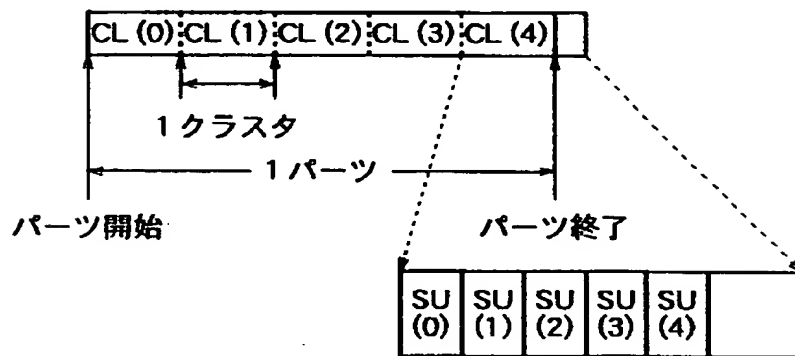 CL(0) CL(1) CL(2) CL(3) CL(4)
1クラスタ
1パーツ
パーツ開始 パーツ終了
SU SU SU SU SU
(0) (1) (2) (3) (4)